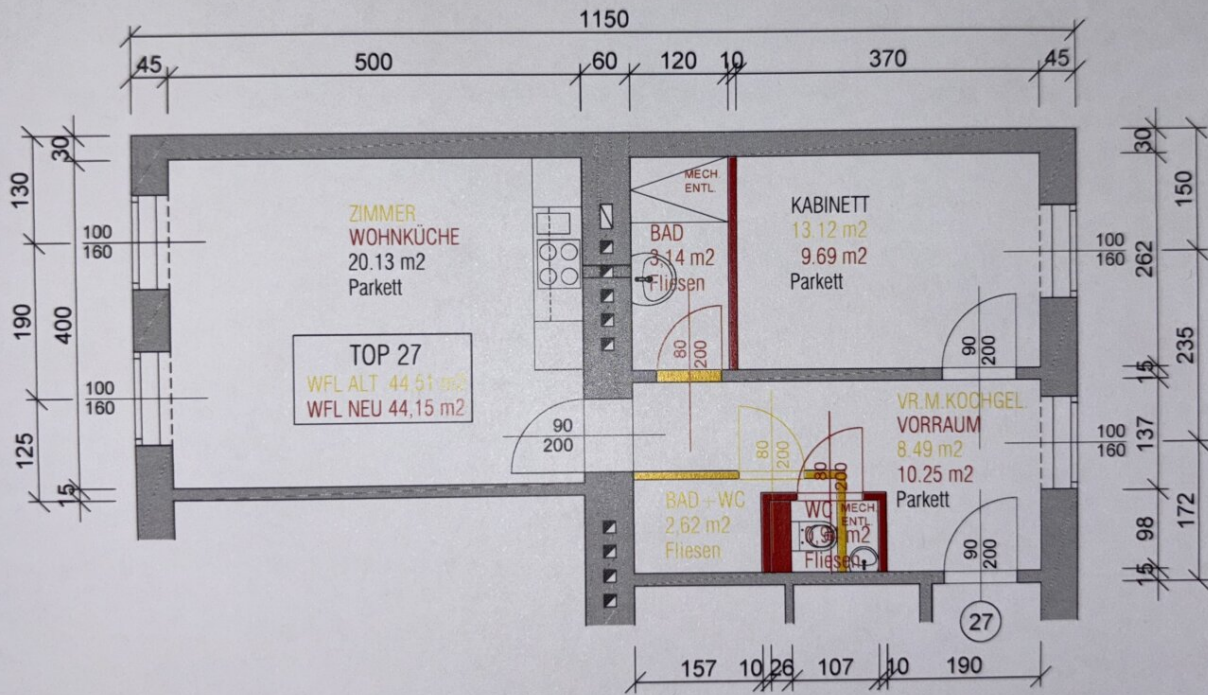 1150
45 500 60 120 10 370 45
30
130
190
125
400
15
100
160
100
160
ZIMMER
WOHNKÜCHE
20.13 m2
Parkett
TOP 27
WFL ALT 44.51 m2
WFL NEU 44,15 m2
90
200
MECH.
ENTL.
BAD
3,14 m2
Fliesen
80
200
KABINETT
13.12 m2
9.69 m2
Parkett
90
200
VR.M.KOCHGEL.
VORRAUM
8.49 m2
10.25 m2
Parkett
80
200
80
200
BAD + WC
2,62 m2
Fliesen
WC
MECH.
ENTL.
m2
Fliesen
90
200
27
100
160
100
160
30
262
15
137
98
15
150
235
172
157 10 26 107 10 190